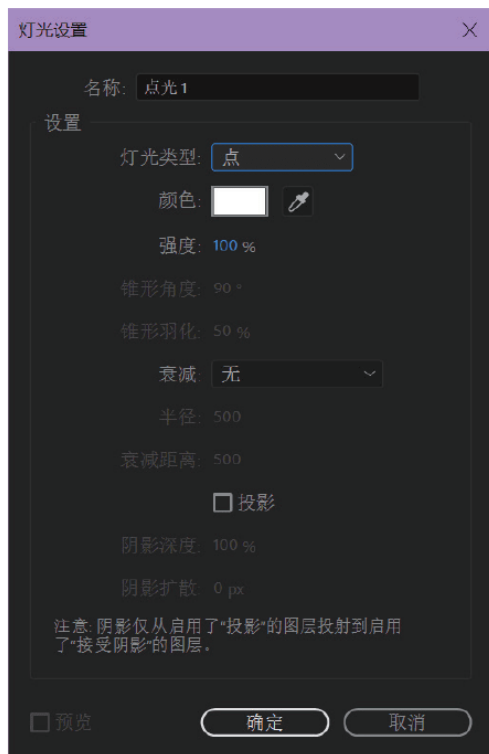 灯光设置
名称: 点光 1
设置
灯光类型: 点
颜色:
强度: 100 %
锥形角度: 90 °
锥形羽化: 50 %
衰减: 无
半径: 500
衰减距离: 500
投影
阴影深度: 100 %
阴影扩散: 0 px
注意: 阴影仅从启用了“投影”的图层投射到启用
了“接受阴影”的图层。
预览 确定 取消